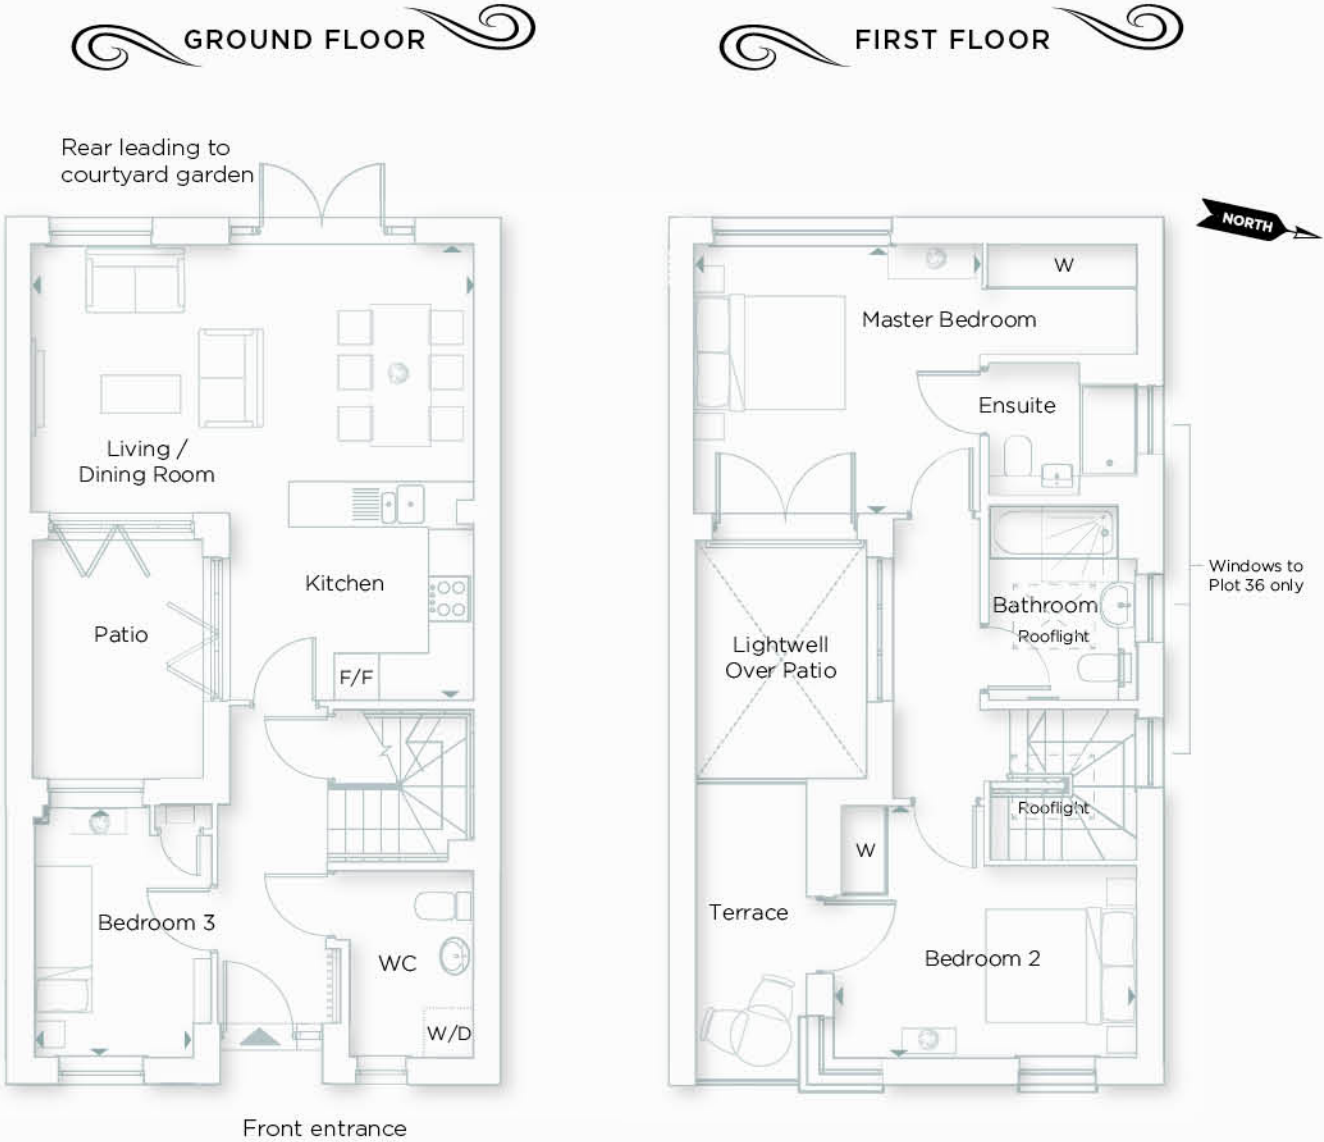 GROUND FLOOR
Rear leading to
courtyard garden
Living /
Dining Room
Kitchen
Patio
F/F
Bedroom 3
WC
W/D
Front entrance
FIRST FLOOR
NORTH
W
Master Bedroom
Ensuite
Windows to
Plot 36 only
Bathroom
Rooflight
Lightwell
Over Patio
Rooflight
W
Terrace
Bedroom 2